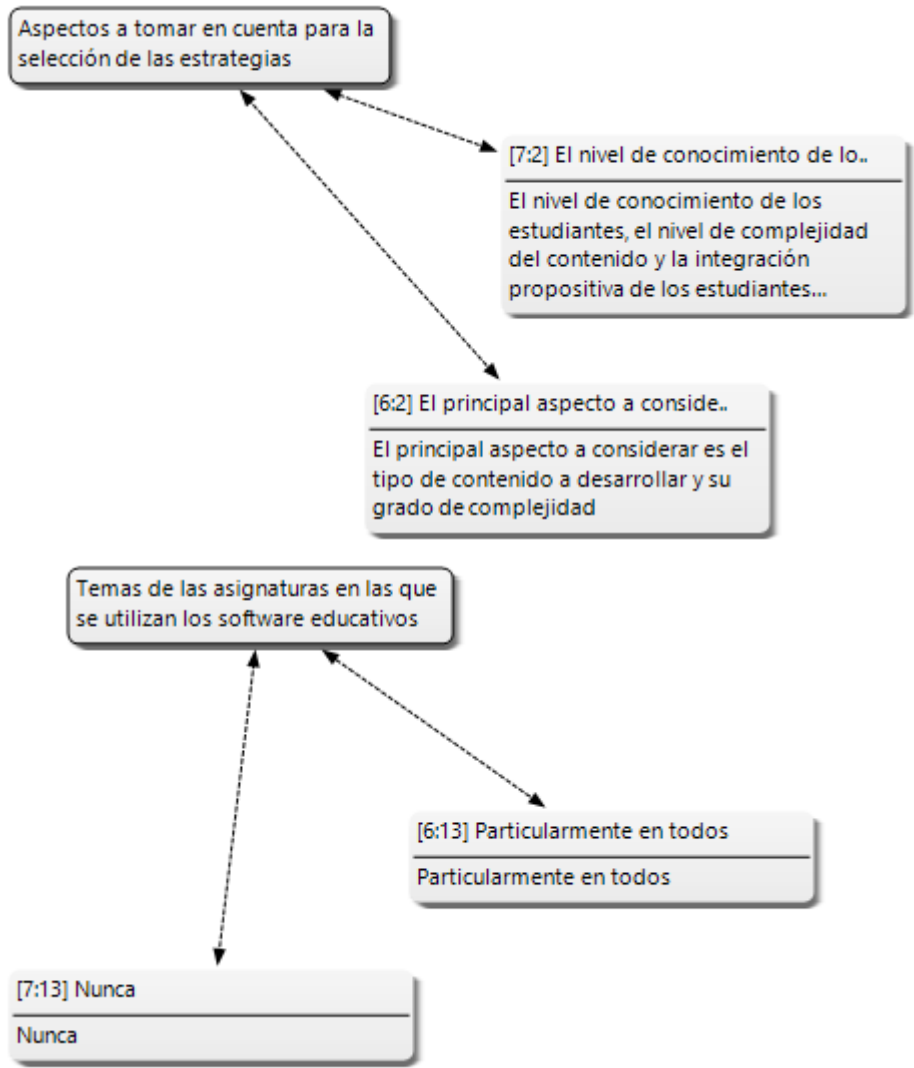 Aspectos a tomar en cuenta para la
selección de las estrategias
[7:2] El nivel de conocimiento de lo..
El nivel de conocimiento de los
estudiantes, el nivel de complejidad
del contenido y la integración
propositiva de los estudiantes...
[6:2] El principal aspecto a conside..
El principal aspecto a considerar es el
tipo de contenido a desarrollar y su
grado de complejidad
Temas de las asignaturas en las que
se utilizan los software educativos
[6:13] Particularmente en todos
Particularmente en todos
[7:13] Nunca
Nunca